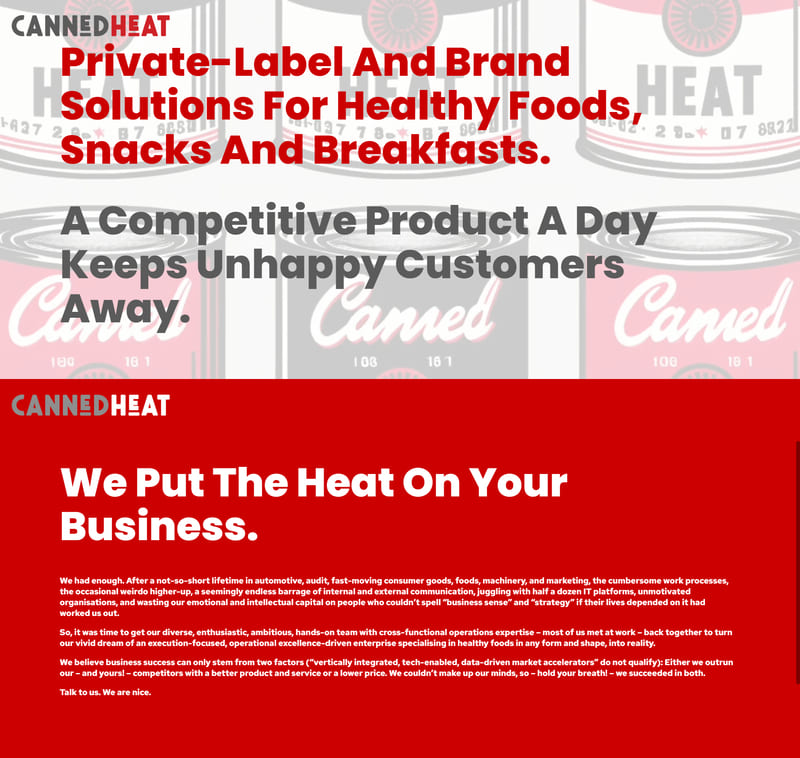 CANNEDHEAT
Private-Label And Brand
Solutions For Healthy Foods,
Snacks And Breakfasts.
HEAT
HEAT
A Competitive Product A Day
Keeps Unhappy Customers
Away.
Canned
Canned
Canned
CANNEDHEAT
We Put The Heat On Your
Business.
We had enough. After a not-so-short lifetime in automotive, audit, fast-moving consumer goods, foods, machinery, and marketing, the cumbersome work processes,
the occasional weirdo higher-up, a seemingly endless barrage of internal and external communication, juggling with half a dozen IT platforms, unmotivated
organisations, and wasting our emotional and intellectual capital on people who couldn't spell “business sense” and “strategy” if their lives depended on it had
worked us out.
So, it was time to get our diverse, enthusiastic, ambitious, hands-on team with cross-functional operations expertise – most of us met at work – back together to turn
our vivid dream of an execution-focused, operational excellence-driven enterprise specialising in healthy foods in any form and shape, into reality.
We believe business success can only stem from two factors (“vertically integrated, tech-enabled, data-driven market accelerators” do not qualify): Either we outrun
our – and yours! – competitors with a better product and service or a lower price. We couldn't make up our minds, so – hold your breath! – we succeeded in both.
Talk to us. We are nice.